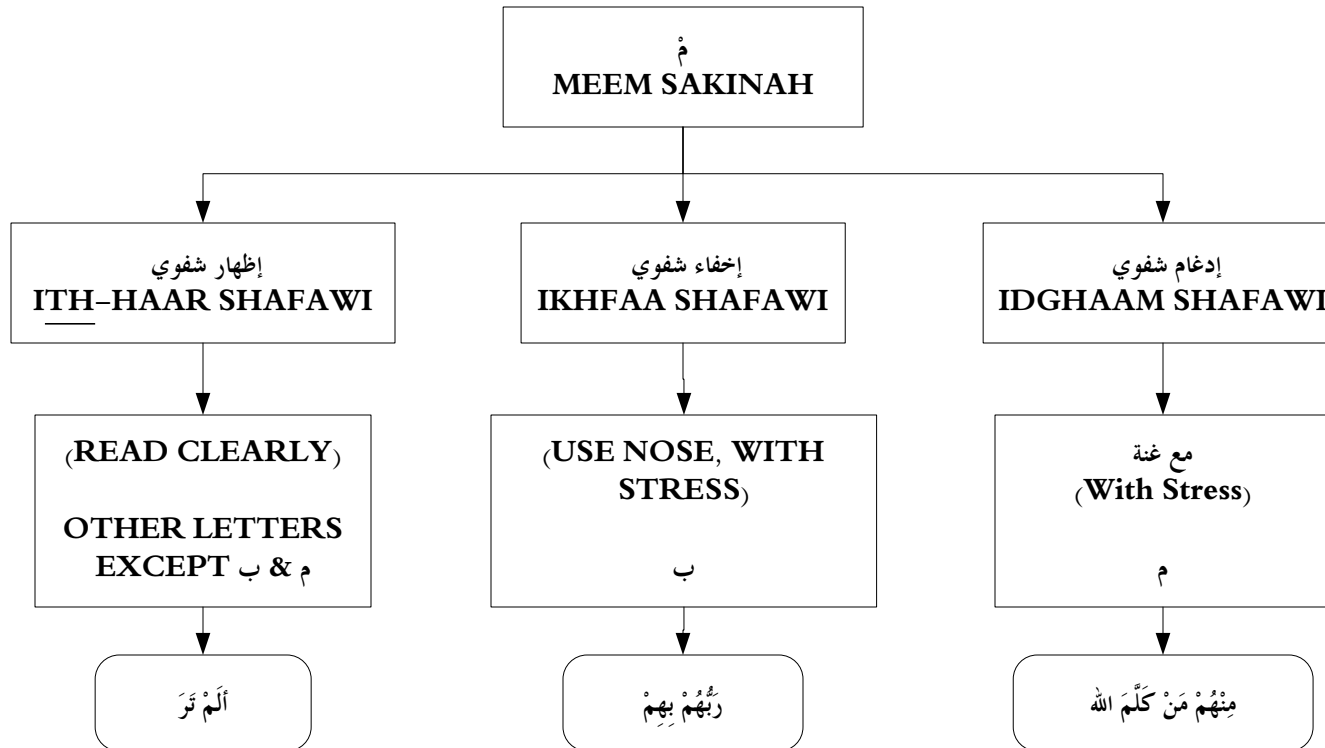 مْ
MEEM SAKINAH
إظهار شفوي
ITH-HAAR SHAFAWI
إخفاء شفوي
IKHFAA SHAFAWI
إدغام شفوي
IDGHAAM SHAFAWI
(READ CLEARLY)
OTHER LETTERS
EXCEPT ب & م
(USE NOSE, WITH
STRESS)
ب
مع غنة
(With Stress)
م
ألَمْ تَرَ
رَبُّهُمْ بِهِمْ
مِنْهُمْ مَنْ كَلَّمَ الله